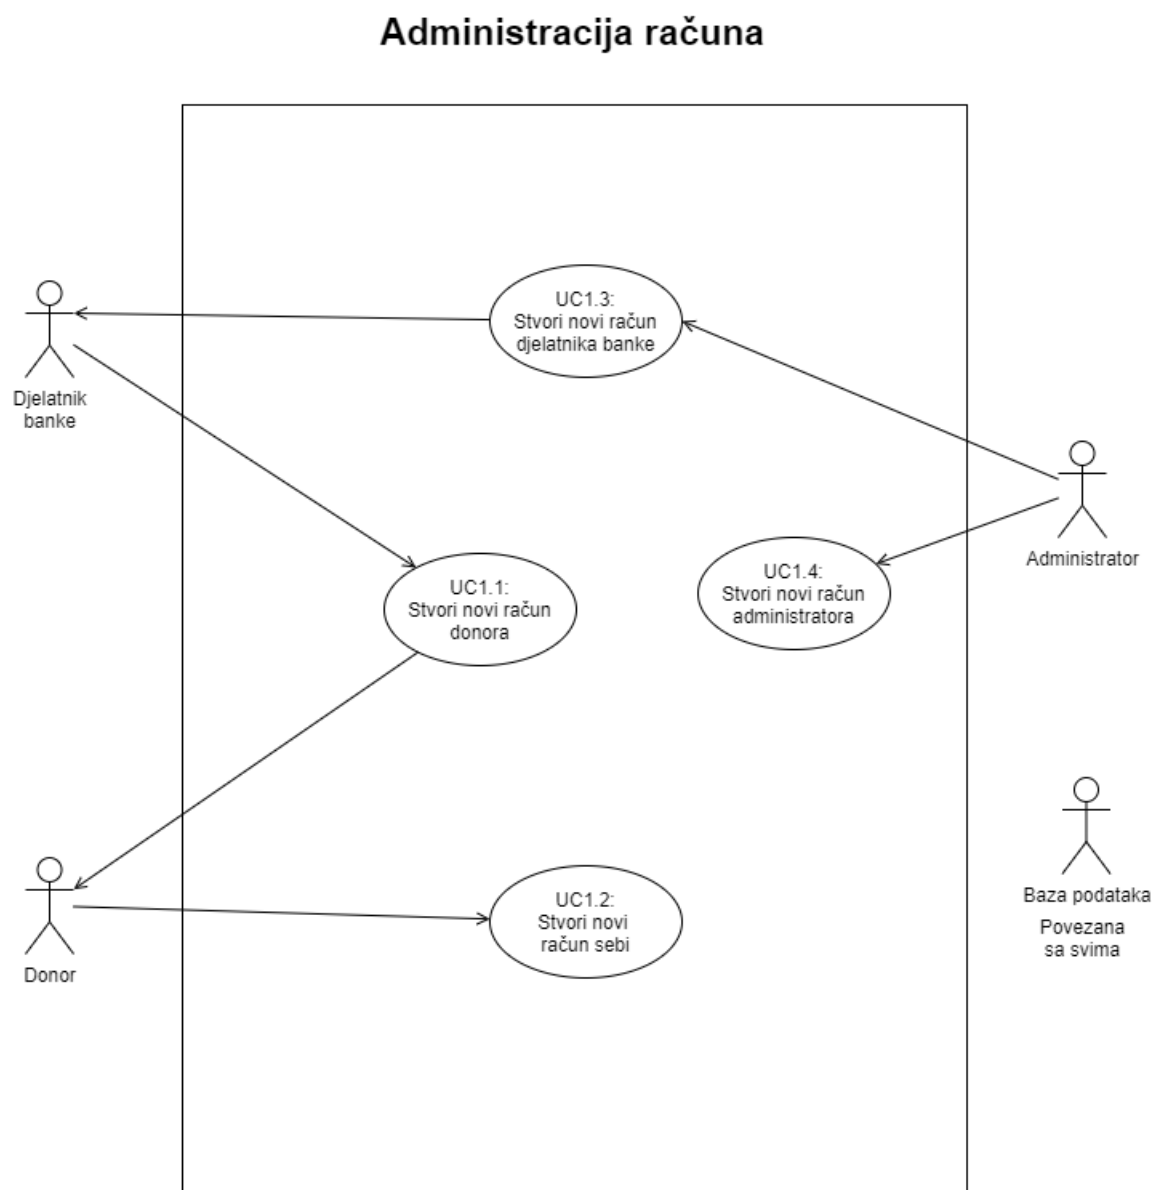 Administracija računa
UC1.3:
Stvori novi račun
djelatnika banke
Djelatnik
banke
Administrator
UC1.1:
Stvori novi račun
donora
UC1.4:
Stvori novi račun
administratora
Baza podataka
Povezana
sa svima
UC1.2:
Stvori novi
račun sebi
Donor